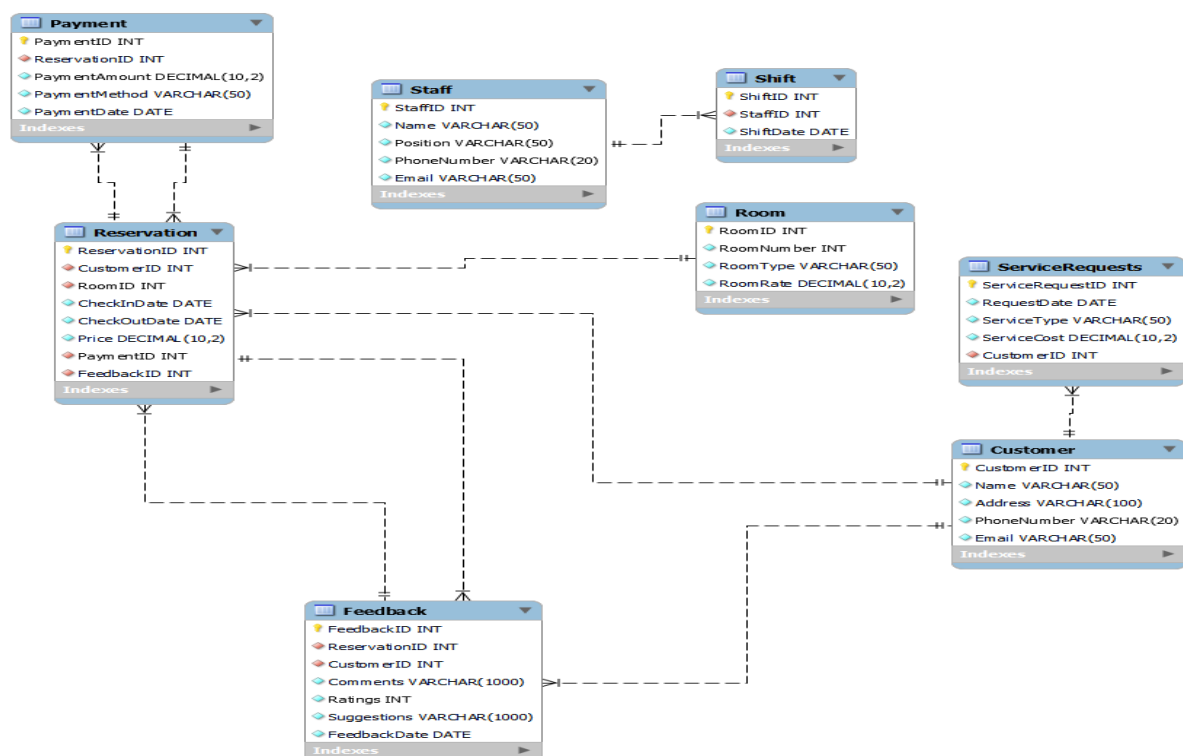 Payment
PaymentID INT
ReservationID INT
PaymentAmount DECIMAL(10,2)
PaymentMethod VARCHAR(50)
PaymentDate DATE
Indexes
Staff
StaffID INT
Name VARCHAR(50)
Position VARCHAR(50)
PhoneNumber VARCHAR(20)
Email VARCHAR(50)
Indexes
Shift
ShiftID INT
StaffID INT
ShiftDate DATE
Indexes
Reservation
ReservationID INT
CustomerID INT
RoomID INT
CheckInDate DATE
CheckOutDate DATE
Price DECIMAL(10,2)
PaymentID INT
FeedbackID INT
Indexes
Room
RoomID INT
RoomNumber INT
RoomType VARCHAR(50)
RoomRate DECIMAL(10,2)
Indexes
ServiceRequests
ServiceRequestID INT
RequestDate DATE
ServiceType VARCHAR(50)
ServiceCost DECIMAL(10,2)
CustomerID INT
Indexes
Customer
CustomerID INT
Name VARCHAR(50)
Address VARCHAR(100)
PhoneNumber VARCHAR(20)
Email VARCHAR(50)
Indexes
Feedback
FeedbackID INT
ReservationID INT
CustomerID INT
Comments VARCHAR(1000)
Ratings INT
Suggestions VARCHAR(1000)
FeedbackDate DATE
Indexes